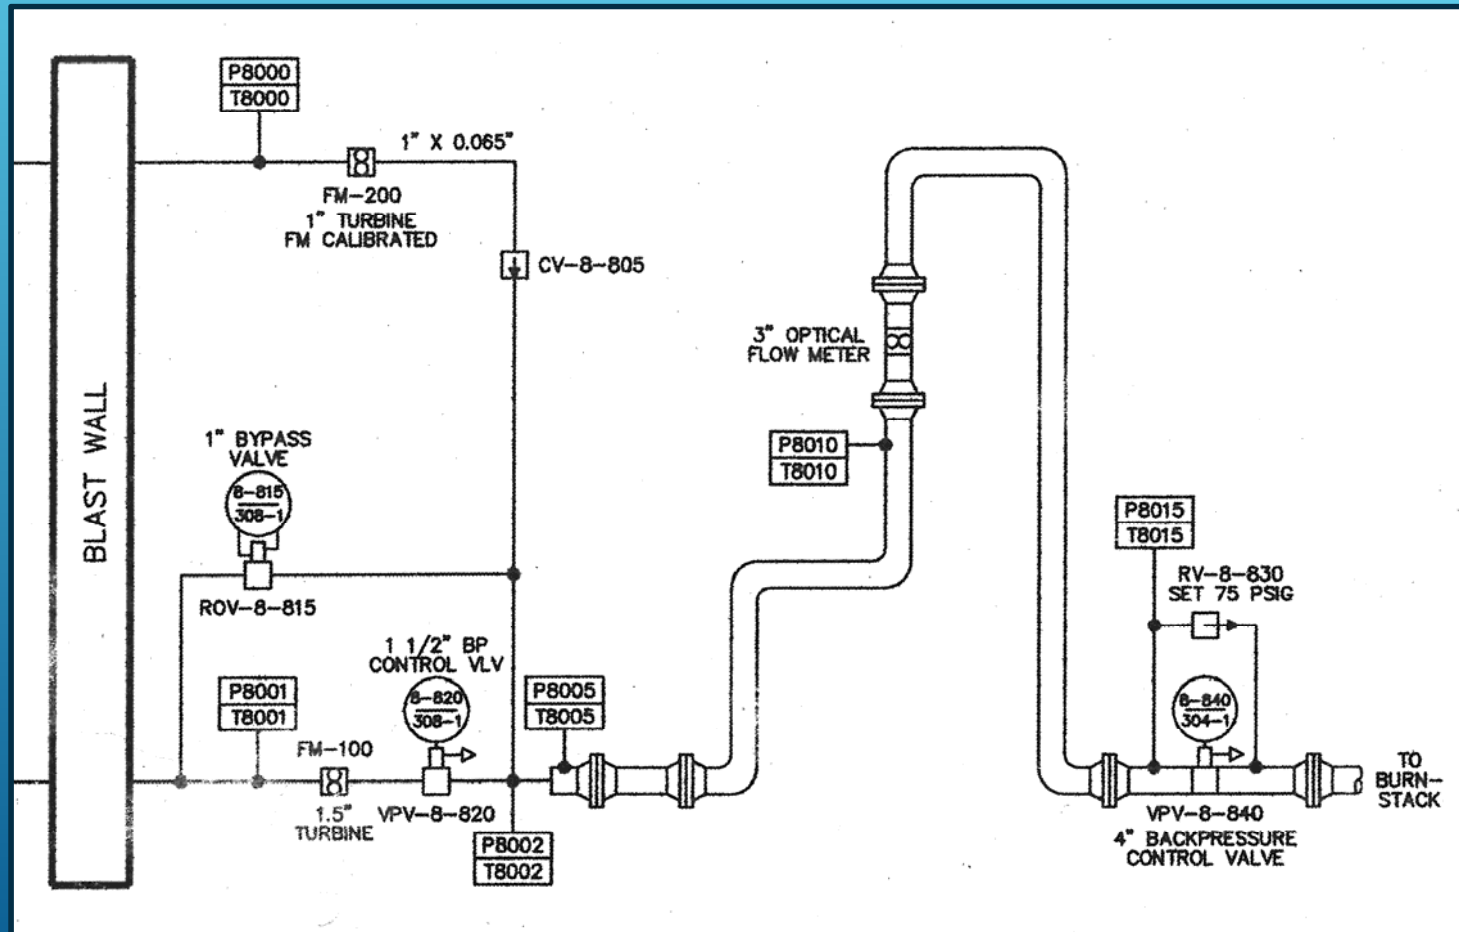 P8000
T8000
1" X 0.065"
FM-200
1" TURBINE
FM CALIBRATED
CV-8-805
3" OPTICAL
FLOW METER
BLAST WALL
1" BYPASS
VALVE
8-815
308-1
ROV-8-815
P8010
T8010
P8015
T8015
RV-8-830
SET 75 PSIG
1 1/2" BP
CONTROL VLV
8-820
308-1
P8001
T8001
P8005
T8005
8-840
304-1
FM-100
1.5"
TURBINE
VPV-8-820
P8002
T8002
VPV-8-840
4" BACKPRESSURE
CONTROL VALVE
TO
BURN-
STACK